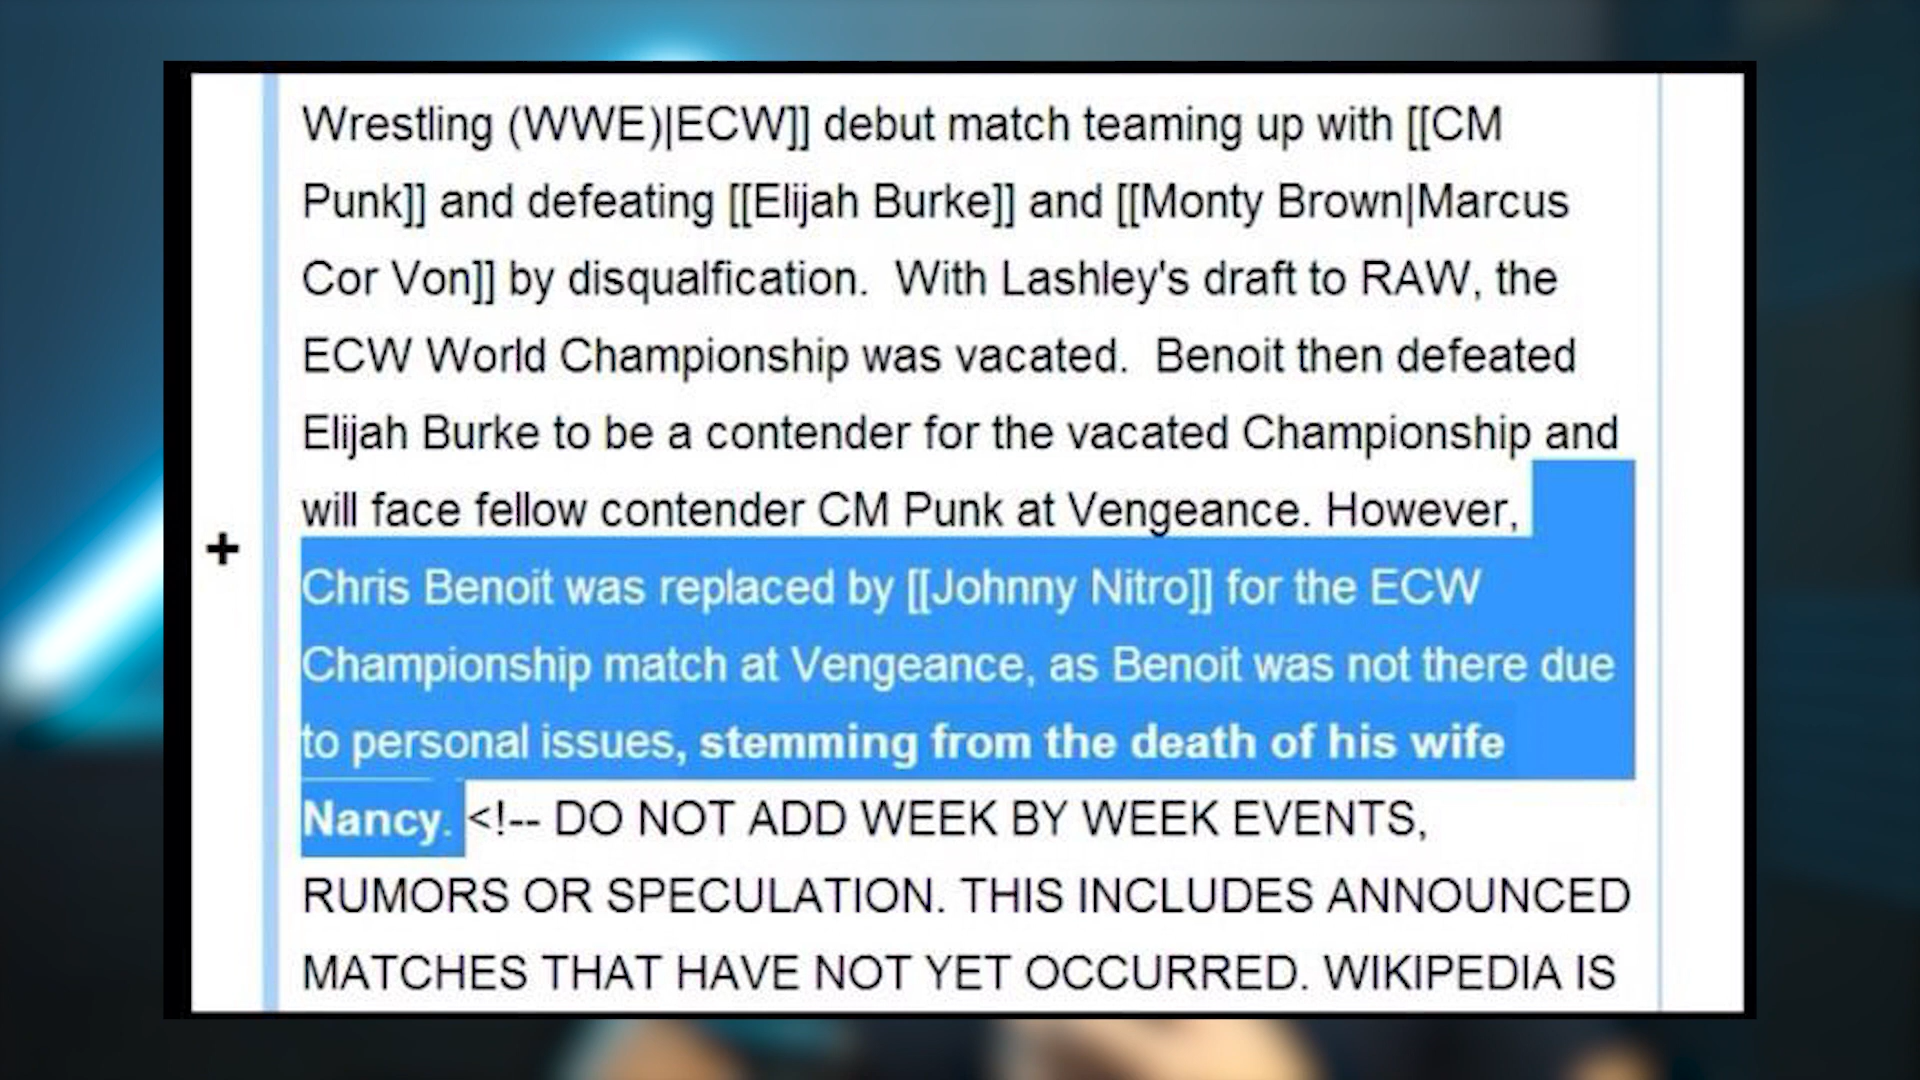 Wrestling (WWE)|ECW]] debut match teaming up with [[CM
Punk]] and defeating [[Elijah Burke]] and [[Monty Brown|Marcus
Cor Von]] by disqualfication.  With Lashley's draft to RAW, the
ECW World Championship was vacated.  Benoit then defeated
Elijah Burke to be a contender for the vacated Championship and
will face fellow contender CM Punk at Vengeance. However,
+
Chris Benoit was replaced by [[Johnny Nitro]] for the ECW
Championship match at Vengeance, as Benoit was not there due
to personal issues, stemming from the death of his wife
Nancy. <!-- DO NOT ADD WEEK BY WEEK EVENTS,
RUMORS OR SPECULATION. THIS INCLUDES ANNOUNCED
MATCHES THAT HAVE NOT YET OCCURRED. WIKIPEDIA IS